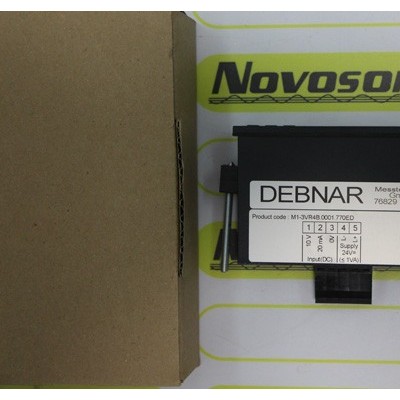 Novoson
DEBNAR
Messte
Gm
76829
Product code : M1-3VR4B.0001.770ED
1 2 3 4 5
10 V
20 mA
0V
L-
L+
Supply
24V=
Input(DC)
(≤ 1VA)